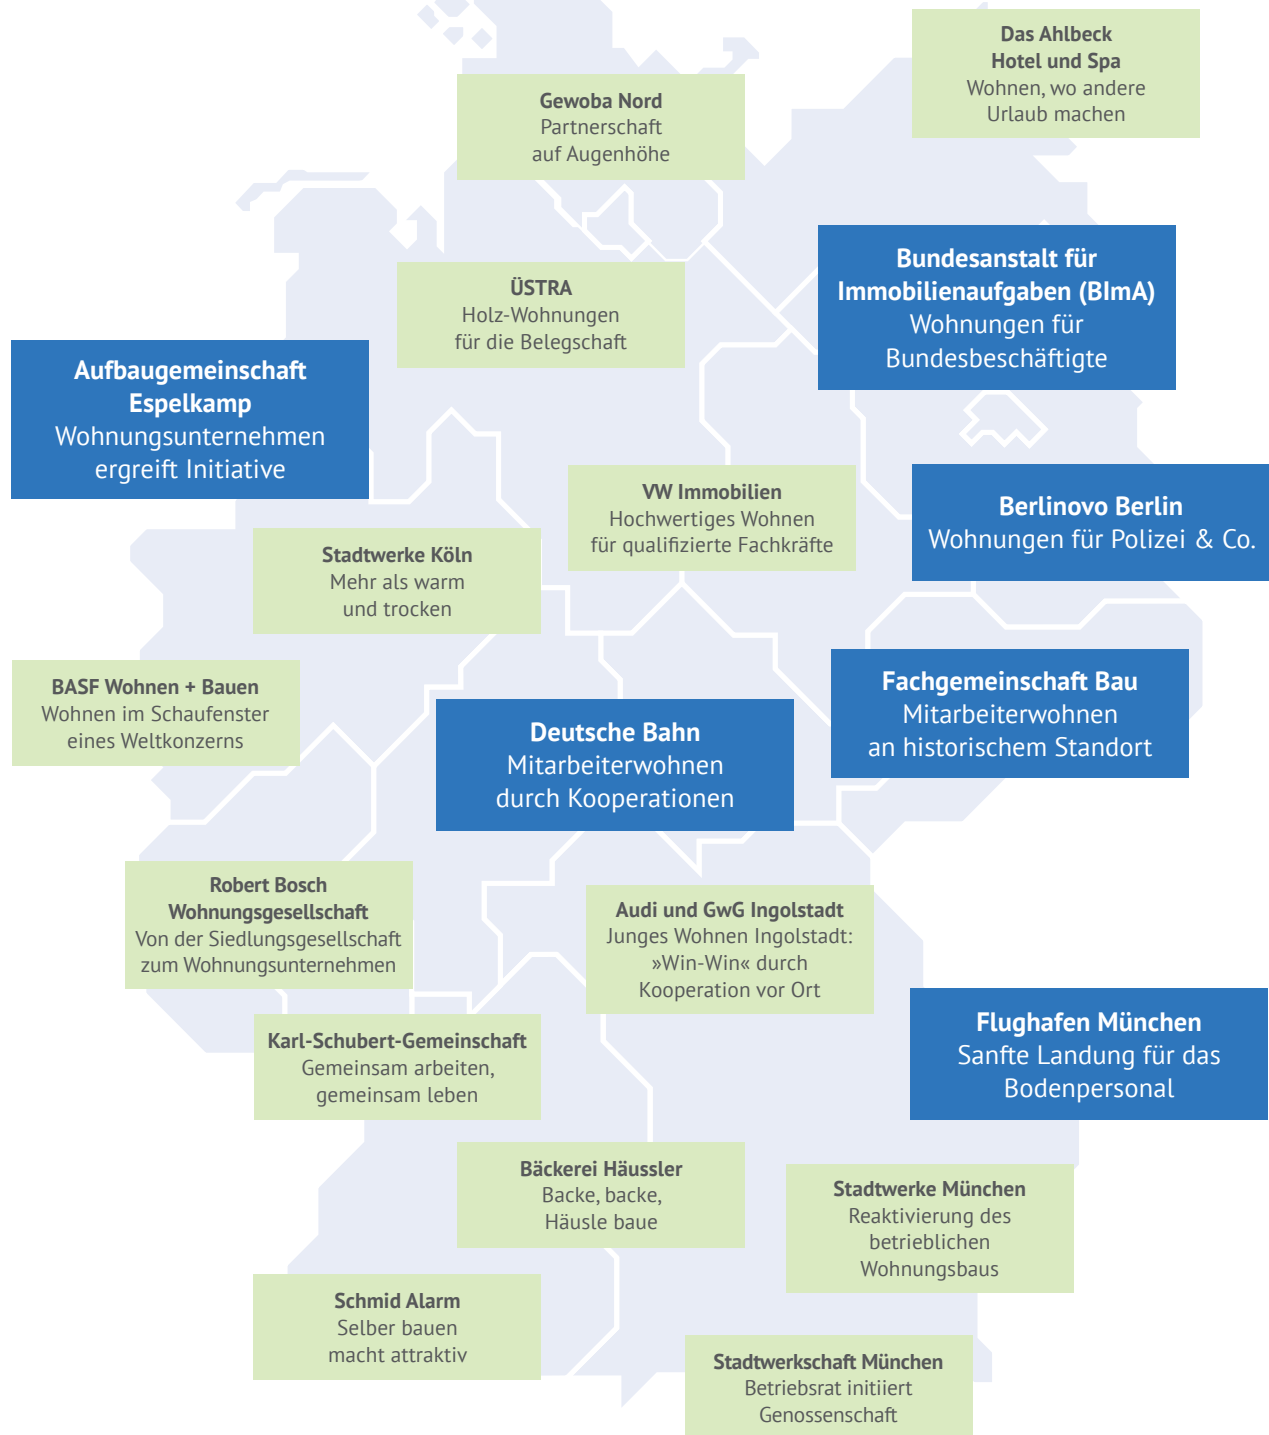 Das Ahlbeck
Hotel und Spa
Wohnen, wo andere
Urlaub machen
Gewoba Nord
Partnerschaft
auf Augenhöhe
Bundesanstalt für
Immobilienaufgaben (BImA)
Wohnungen für
Bundesbeschäftigte
ÜSTRA
Holz-Wohnungen
für die Belegschaft
Aufbaugemeinschaft
Espelkamp
Wohnungsunternehmen
ergreift Initiative
VW Immobilien
Hochwertiges Wohnen
für qualifizierte Fachkräfte
Berlinovo Berlin
Wohnungen für Polizei & Co.
Stadtwerke Köln
Mehr als warm
und trocken
BASF Wohnen + Bauen
Wohnen im Schaufenster
eines Weltkonzerns
Fachgemeinschaft Bau
Mitarbeiterwohnen
an historischem Standort
Deutsche Bahn
Mitarbeiterwohnen
durch Kooperationen
Robert Bosch
Wohnungsgesellschaft
Von der Siedlungsgesellschaft
zum Wohnungsunternehmen
Audi und GwG Ingolstadt
Junges Wohnen Ingolstadt:
»Win-Win« durch
Kooperation vor Ort
Flughafen München
Sanfte Landung für das
Bodenpersonal
Karl-Schubert-Gemeinschaft
Gemeinsam arbeiten,
gemeinsam leben
Bäckerei Häussler
Backe, backe,
Häusle baue
Stadtwerke München
Reaktivierung des
betrieblichen
Wohnungsbaus
Schmid Alarm
Selber bauen
macht attraktiv
Stadtwerkschaft München
Betriebsrat initiiert
Genossenschaft